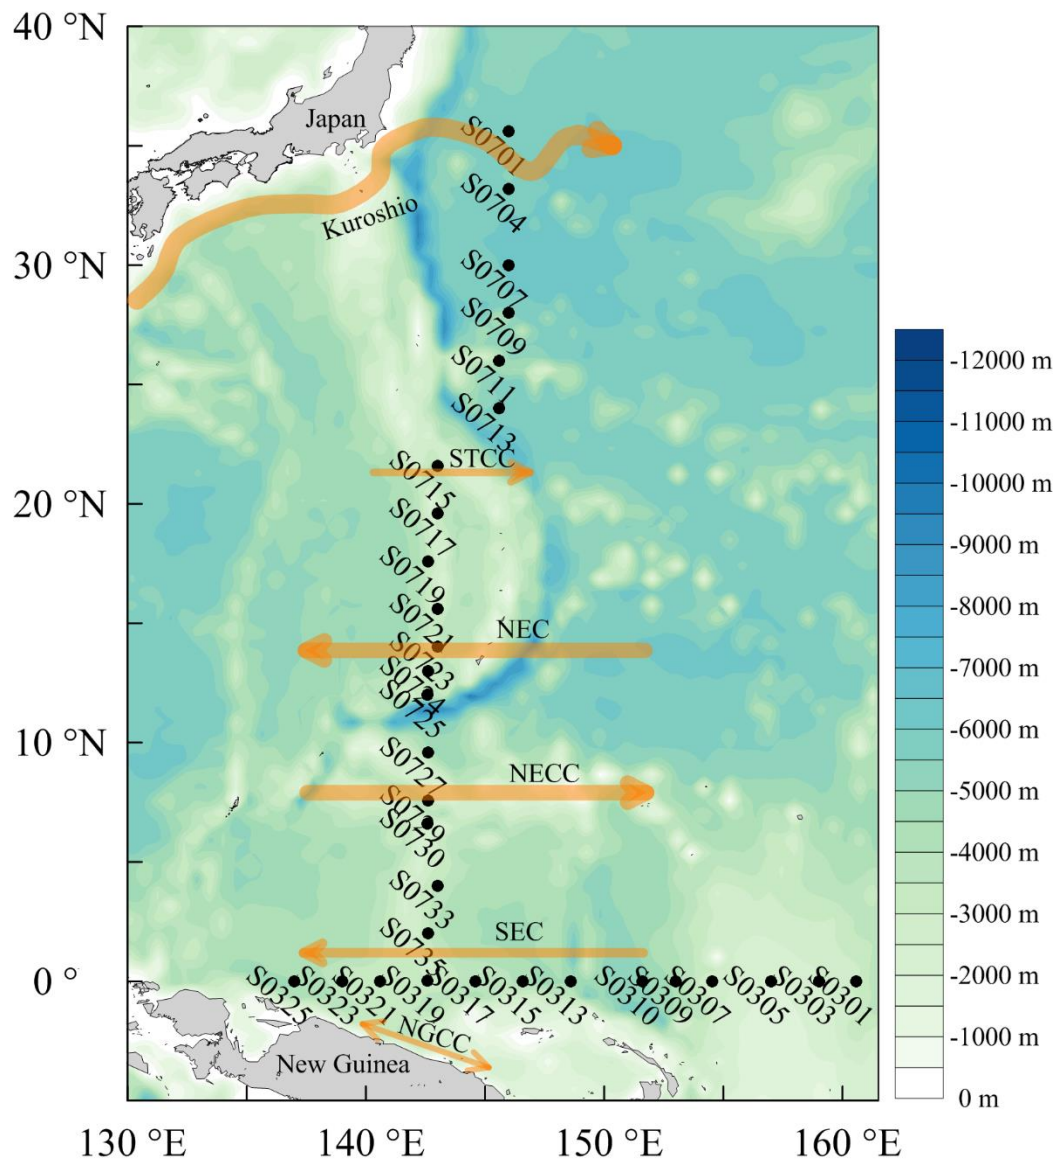 40 °N
Japan
S0701
S0704
Kuroshio
30 °N
S0707
S0709
S0711
S0713
STCC
S0715
20 °N
S0717
S0719
S0721
NEC
S0723
S0724
S0725
10 °N
S0727
NECC
S0729
S0730
S0733
SEC
S0735
0 °
S0325
S0323
S0321
S0319
S0317
S0315
S0313
S0310
S0309
S0307
S0305
S0303
S0301
NGCC
New Guinea
130 °E
140 °E
150 °E
160 °E
-12000 m
-11000 m
-10000 m
-9000 m
-8000 m
-7000 m
-6000 m
-5000 m
-4000 m
-3000 m
-2000 m
-1000 m
0 m